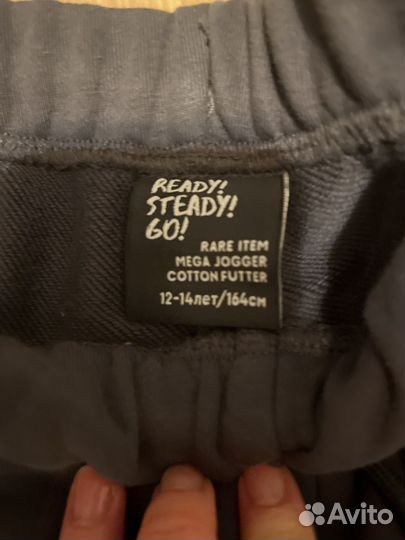 READY!
STEADY!
GO!
RARE ITEM
MEGA JOGGER
COTTON FUTTER
12-14лет/164см
Avito